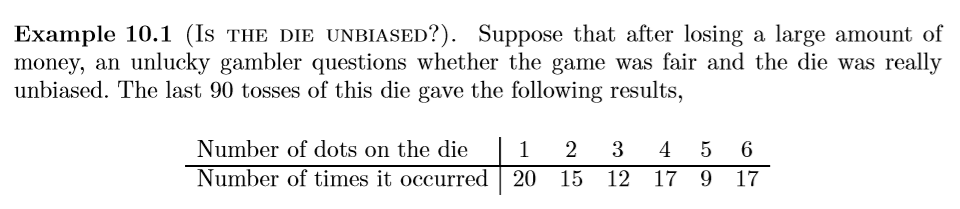 Example 10.1 (Is the die unbiased?). Suppose that after losing a large amount of
money, an unlucky gambler questions whether the game was fair and the die was really
unbiased. The last 90 tosses of this die gave the following results,
Number of dots on the die 1 2 3 4 5 6
Number of times it occurred 20 15 12 17 9 17